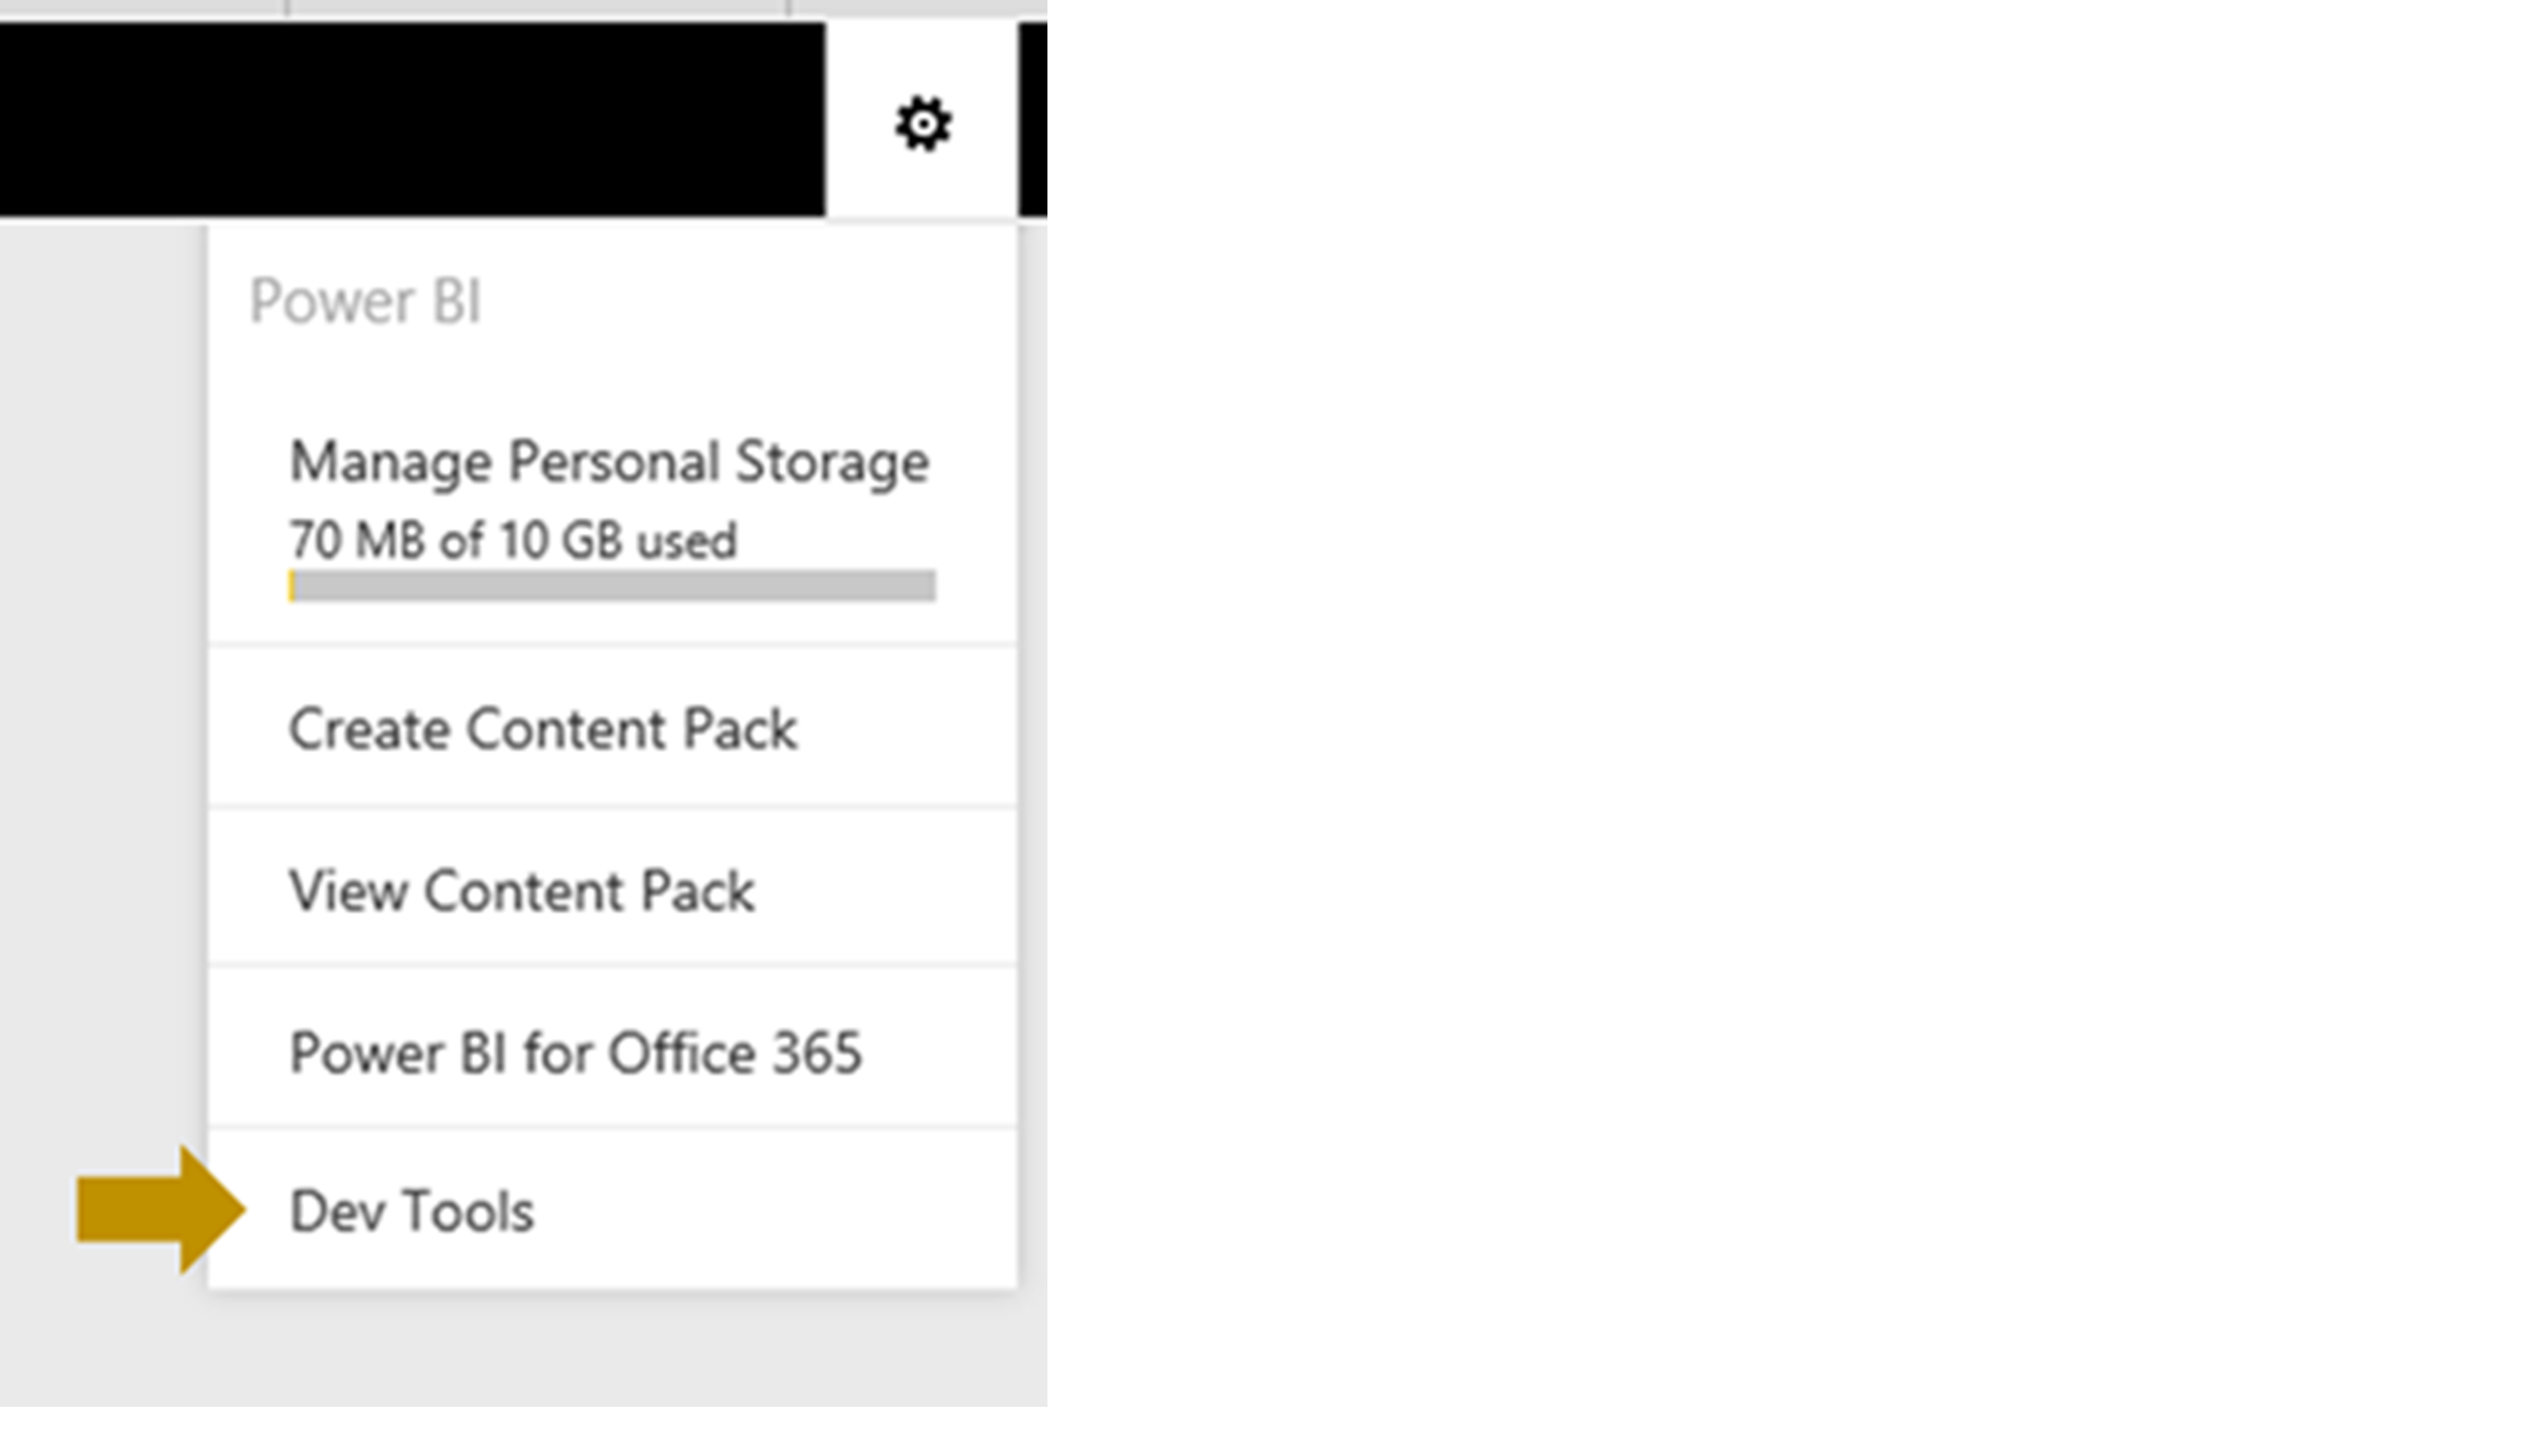 Power BI
Manage Personal Storage
70 MB of 10 GB used
Create Content Pack
View Content Pack
Power BI for Office 365
Dev Tools